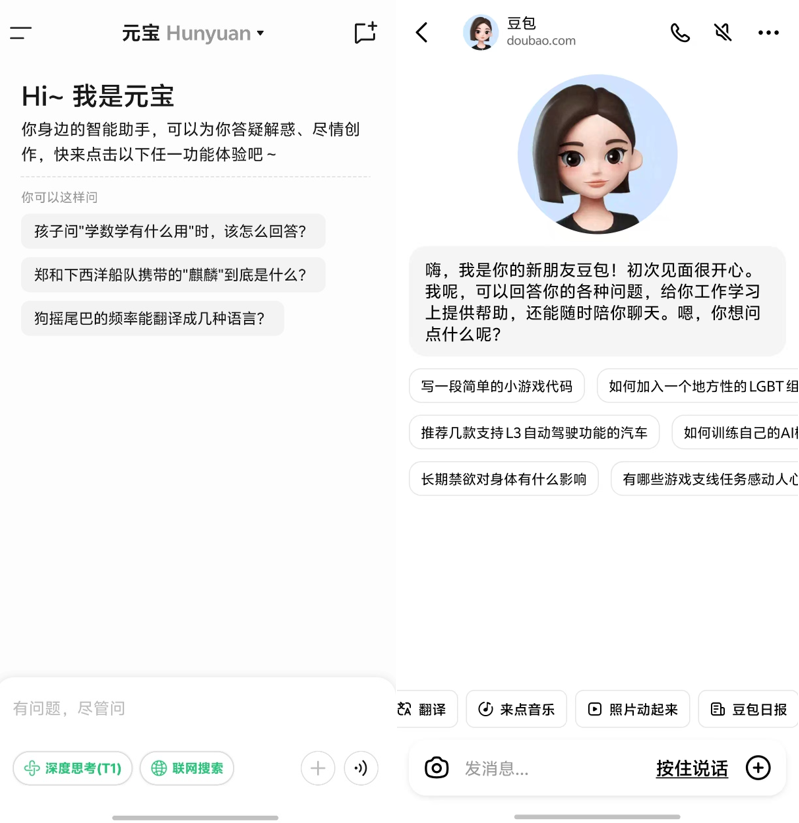 元宝 Hunyuan
Hi~ 我是元宝
你身边的智能助手，可以为你答疑解惑、尽情创
作，快来点击以下任一功能体验吧～
你可以这样问
孩子问"学数学有什么用"时，该怎么回答？
郑和下西洋船队携带的"麒麟"到底是什么？
狗摇尾巴的频率能翻译成几种语言？
有问题，尽管问
深度思考(T1)
联网搜索
豆包
doubao.com
嗨，我是你的新朋友豆包！初次见面很开心。
我呢，可以回答你的各种问题，给你工作学习
上提供帮助，还能随时陪你聊天。嗯，你想问
点什么呢？
写一段简单的小游戏代码
如何加入一个地方性的LGBT组
推荐几款支持L3自动驾驶功能的汽车
如何训练自己的AI
长期禁欲对身体有什么影响
有哪些游戏支线任务感动人心
翻译
来点音乐
照片动起来
豆包日报
发消息...
按住说话